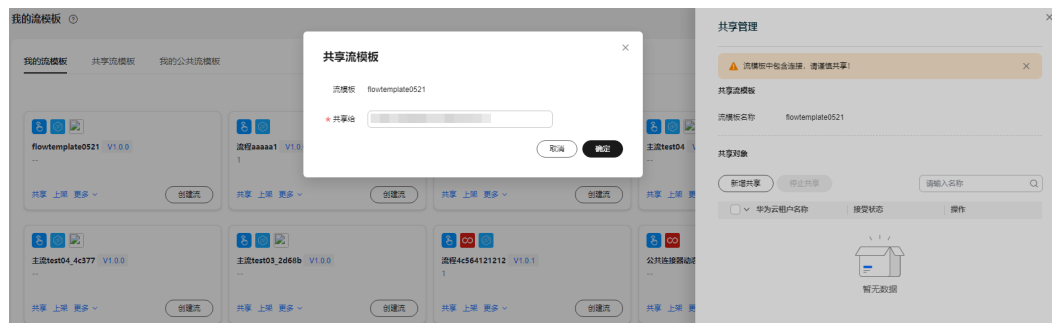 我的流模板
我的流模板 共享流模板 我的公共流模板
flowtemplate0521 V1.0.0
--
共享 上架 更多 创建流
流程aaaaa1 V1.0
1
共享 上架 更多 创建流
共享 上架 更多 创建流
主流test04
--
共享 上架
主流test04_4c377 V1.0.0
--
共享 上架 更多 创建流
主流test03_2d68b V1.0.0
--
共享 上架 更多 创建流
流程4c564121212 V1.0.1
1
共享 上架 更多 创建流
公共连接器动态
--
共享 上架
共享流模板
流模板 flowtemplate0521
* 共享给
取消 确定
共享管理
流模板中包含连接，请谨慎共享！
共享流模板
流模板名称 flowtemplate0521
共享对象
新增共享 停止共享 请输入名称
华为云租户名称 接受状态 操作
暂无数据